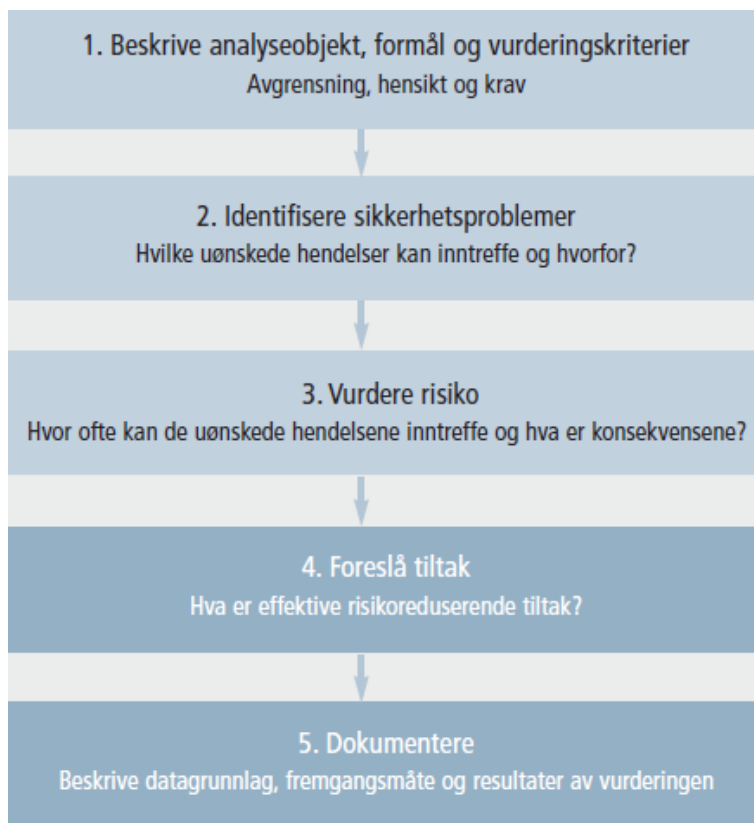 1. Beskrive analyseobjekt, formål og vurderingskriterier
Avgrensning, hensikt og krav
2. Identifisere sikkerhetsproblemer
Hvilke uønskede hendelser kan inntreffe og hvorfor?
3. Vurdere risiko
Hvor ofte kan de uønskede hendelsene inntreffe og hva er konsekvensene?
4. Foreslå tiltak
Hva er effektive risikoreduserende tiltak?
5. Dokumentere
Beskrive datagrunnlag, fremgangsmåte og resultater av vurderingen